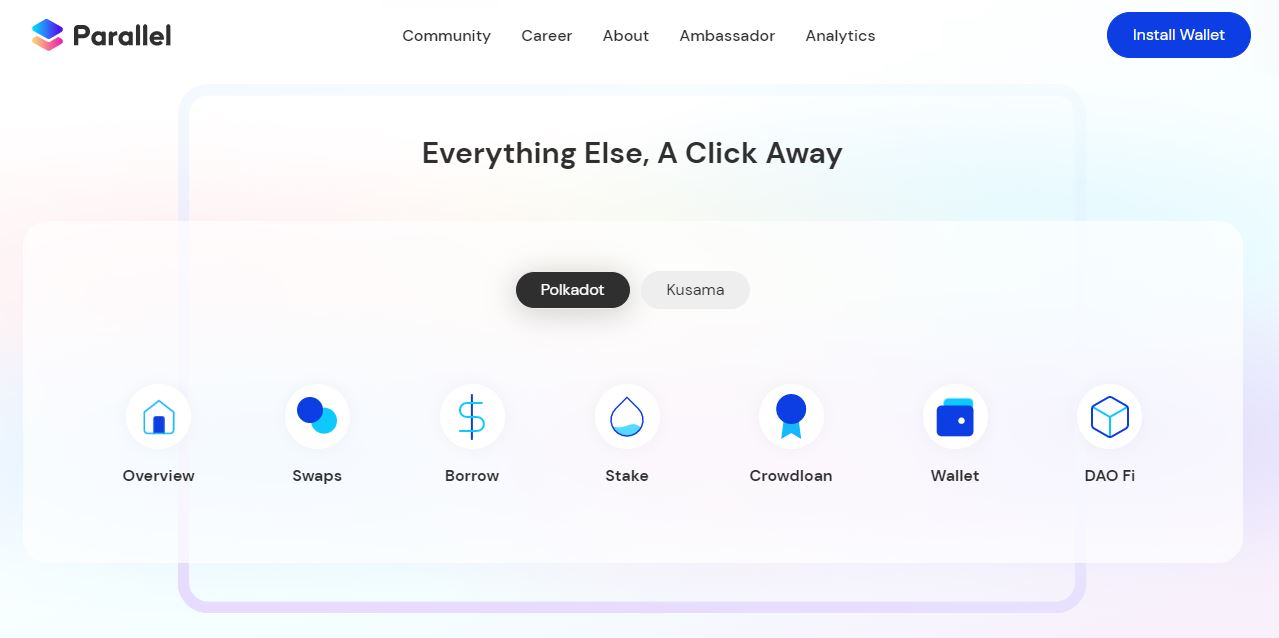 Parallel
Community Career About Ambassador Analytics
Install Wallet
Everything Else, A Click Away
Polkadot Kusama
Overview Swaps Borrow Stake Crowdloan Wallet DAO Fi